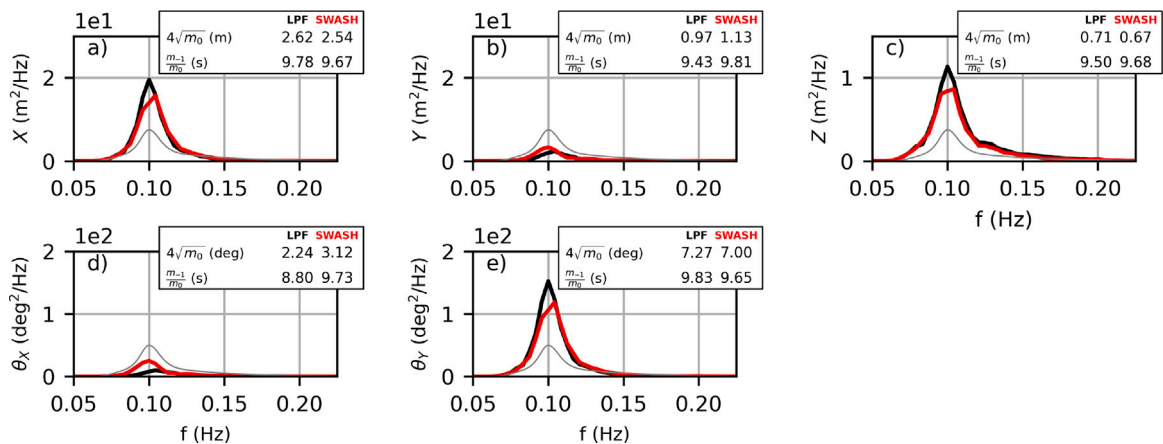 1e1
a)
LPF SWASH
4√m₀ (m) 2.62 2.54
m₋₁/m₀ (s) 9.78 9.67
X (m²/Hz)
2
0
0.05 0.10 0.15 0.20
1e1
b)
LPF SWASH
4√m₀ (m) 0.97 1.13
m₋₁/m₀ (s) 9.43 9.81
Y (m²/Hz)
2
0
0.05 0.10 0.15 0.20
c)
LPF SWASH
4√m₀ (m) 0.71 0.67
m₋₁/m₀ (s) 9.50 9.68
Z (m²/Hz)
1
0
0.05 0.10 0.15 0.20
f (Hz)
1e2
d)
LPF SWASH
4√m₀ (deg) 2.24 3.12
m₋₁/m₀ (s) 8.80 9.73
θ_X (deg²/Hz)
2
1
0
0.05 0.10 0.15 0.20
f (Hz)
1e2
e)
LPF SWASH
4√m₀ (deg) 7.27 7.00
m₋₁/m₀ (s) 9.83 9.65
θ_Y (deg²/Hz)
2
1
0
0.05 0.10 0.15 0.20
f (Hz)